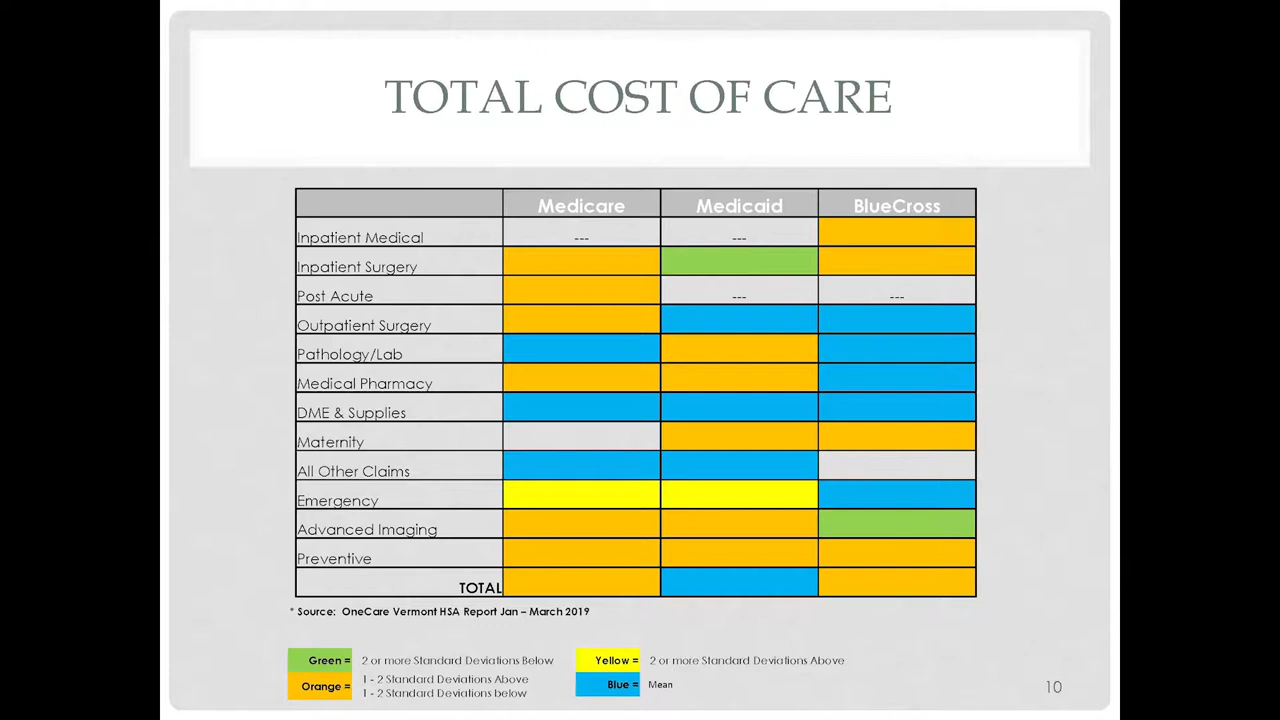 TOTAL COST OF CARE
Medicare Medicaid BlueCross
Inpatient Medical --- ---
Inpatient Surgery
Post Acute --- ---
Outpatient Surgery
Pathology/Lab
Medical Pharmacy
DME & Supplies
Maternity
All Other Claims
Emergency
Advanced Imaging
Preventive
TOTAL
* Source: OneCare Vermont HSA Report Jan – March 2019
Green = 2 or more Standard Deviations Below
Orange = 1 - 2 Standard Deviations Above
1 - 2 Standard Deviations below
Yellow = 2 or more Standard Deviations Above
Blue = Mean
10